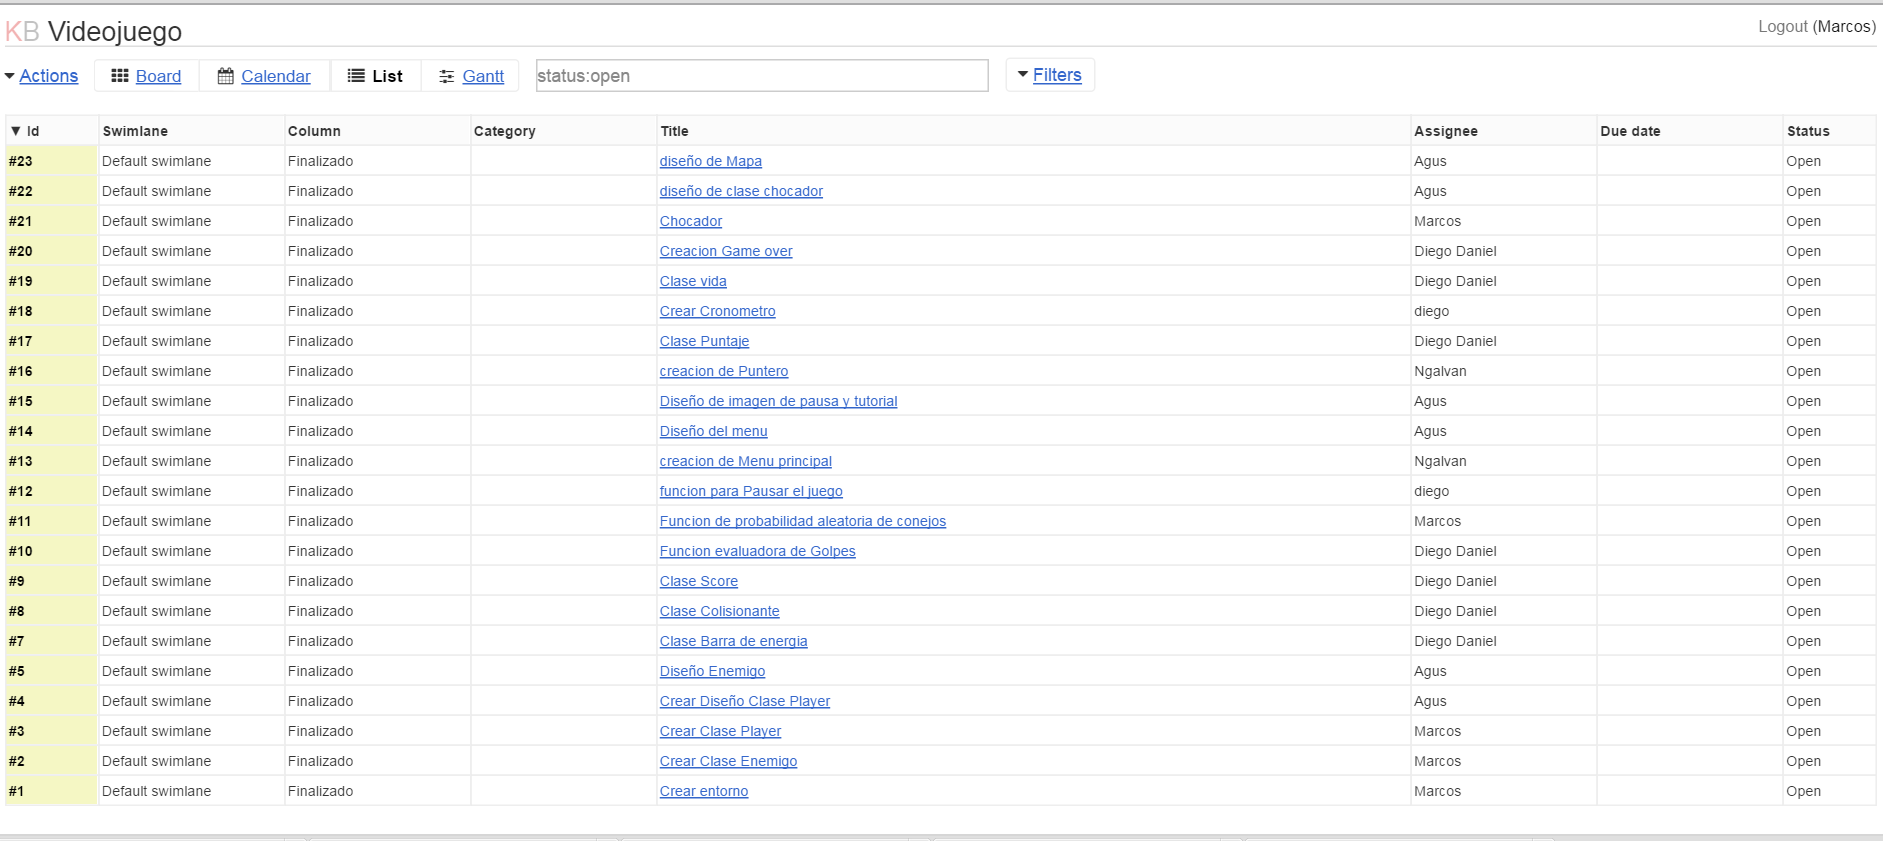 KB Videojuego Logout (Marcos)
Actions Board Calendar List Gantt status:open Filters
▼ Id Swimlane Column Category Title Assignee Due date Status
#23 Default swimlane Finalizado diseño de Mapa Agus Open
#22 Default swimlane Finalizado diseño de clase chocador Agus Open
#21 Default swimlane Finalizado Chocador Marcos Open
#20 Default swimlane Finalizado Creacion Game over Diego Daniel Open
#19 Default swimlane Finalizado Clase vida Diego Daniel Open
#18 Default swimlane Finalizado Crear Cronometro diego Open
#17 Default swimlane Finalizado Clase Puntaje Diego Daniel Open
#16 Default swimlane Finalizado creacion de Puntero Ngalvan Open
#15 Default swimlane Finalizado Diseño de imagen de pausa y tutorial Agus Open
#14 Default swimlane Finalizado Diseño del menu Agus Open
#13 Default swimlane Finalizado creacion de Menu principal Ngalvan Open
#12 Default swimlane Finalizado funcion para Pausar el juego diego Open
#11 Default swimlane Finalizado Funcion de probabilidad aleatoria de conejos Marcos Open
#10 Default swimlane Finalizado Funcion evaluadora de Golpes Diego Daniel Open
#9 Default swimlane Finalizado Clase Score Diego Daniel Open
#8 Default swimlane Finalizado Clase Colisionante Diego Daniel Open
#7 Default swimlane Finalizado Clase Barra de energia Diego Daniel Open
#5 Default swimlane Finalizado Diseño Enemigo Agus Open
#4 Default swimlane Finalizado Crear Diseño Clase Player Agus Open
#3 Default swimlane Finalizado Crear Clase Player Marcos Open
#2 Default swimlane Finalizado Crear Clase Enemigo Marcos Open
#1 Default swimlane Finalizado Crear entorno Marcos Open